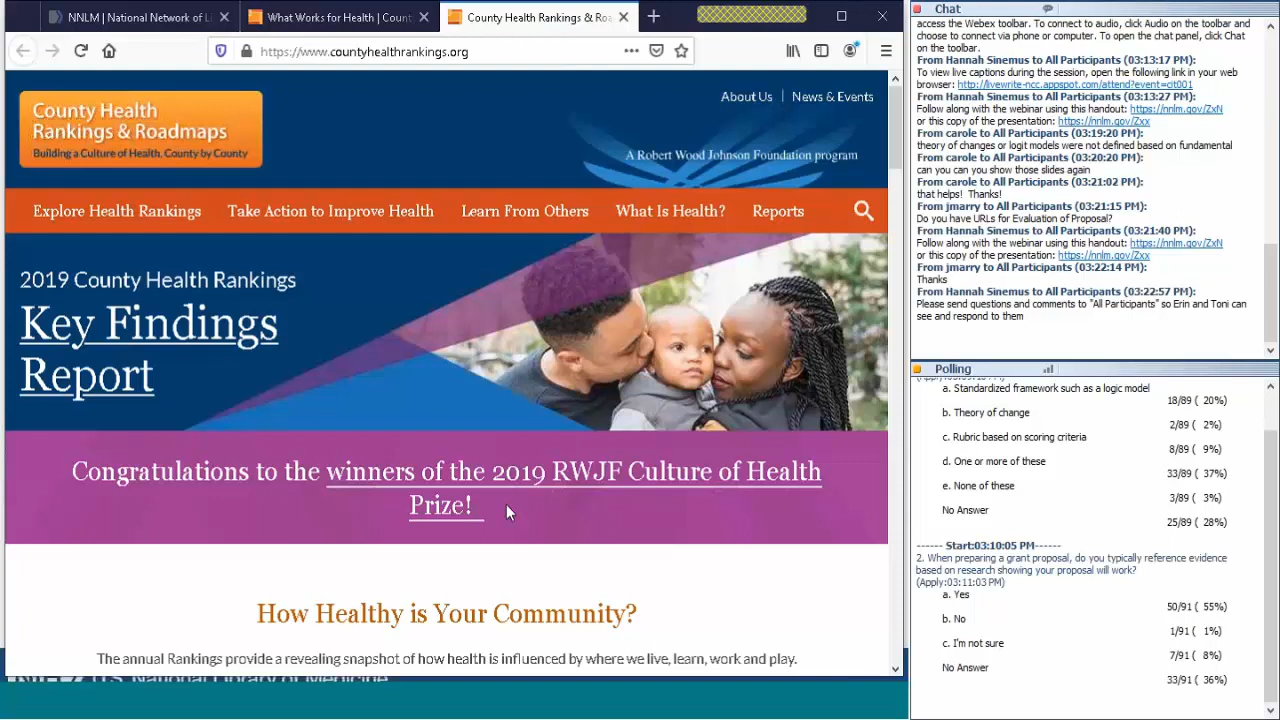 NNLM | National Network of Li
What Works for Health | Count
County Health Rankings & Roa
https://www.countyhealthrankings.org
County Health
Rankings & Roadmaps
Building a Culture of Health, County by County
About Us | News & Events
A Robert Wood Johnson Foundation program
Explore Health Rankings
Take Action to Improve Health
Learn From Others
What Is Health?
Reports
2019 County Health Rankings
Key Findings
Report
Congratulations to the winners of the 2019 RWJF Culture of Health
Prize!
How Healthy is Your Community?
The annual Rankings provide a revealing snapshot of how health is influenced by where we live, learn, work and play.
U.S. National Library of Medicine
Chat
access the Webex toolbar. To connect to audio, click Audio on the toolbar and
choose to connect via phone or computer. To open the chat panel, click Chat
on the toolbar.
From Hannah Sinemus to All Participants (03:13:17 PM):
To view live captions during the session, open the following link in your web
browser: http://livewrite-ncc.appspot.com/attend?event=cit001
From Hannah Sinemus to All Participants (03:13:27 PM):
Follow along with the webinar using this handout: https://nnlm.gov/ZxN
or this copy of the presentation: https://nnlm.gov/Zxx
From carole to All Participants (03:19:20 PM):
theory of changes or logit models were not defined based on fundamental
From carole to All Participants (03:20:20 PM):
can you can you show those slides again
From carole to All Participants (03:21:02 PM):
that helps! Thanks!
From jmarry to All Participants (03:21:15 PM):
Do you have URLs for Evaluation of Proposal?
From Hannah Sinemus to All Participants (03:21:40 PM):
Follow along with the webinar using this handout: https://nnlm.gov/ZxN
or this copy of the presentation: https://nnlm.gov/Zxx
From jmarry to All Participants (03:22:14 PM):
Thanks
From Hannah Sinemus to All Participants (03:22:57 PM):
Please send questions and comments to "All Participants" so Erin and Toni can
see and respond to them
Polling
a. Standardized framework such as a logic model
18/89 ( 20%)
b. Theory of change
2/89 ( 2%)
c. Rubric based on scoring criteria
8/89 ( 9%)
d. One or more of these
33/89 ( 37%)
e. None of these
3/89 ( 3%)
No Answer
25/89 ( 28%)
------ Start:03:10:05 PM------
2. When preparing a grant proposal, do you typically reference evidence
based on research showing your proposal will work?
(Apply:03:11:03 PM)
a. Yes
50/91 ( 55%)
b. No
1/91 ( 1%)
c. I'm not sure
7/91 ( 8%)
No Answer
33/91 ( 36%)